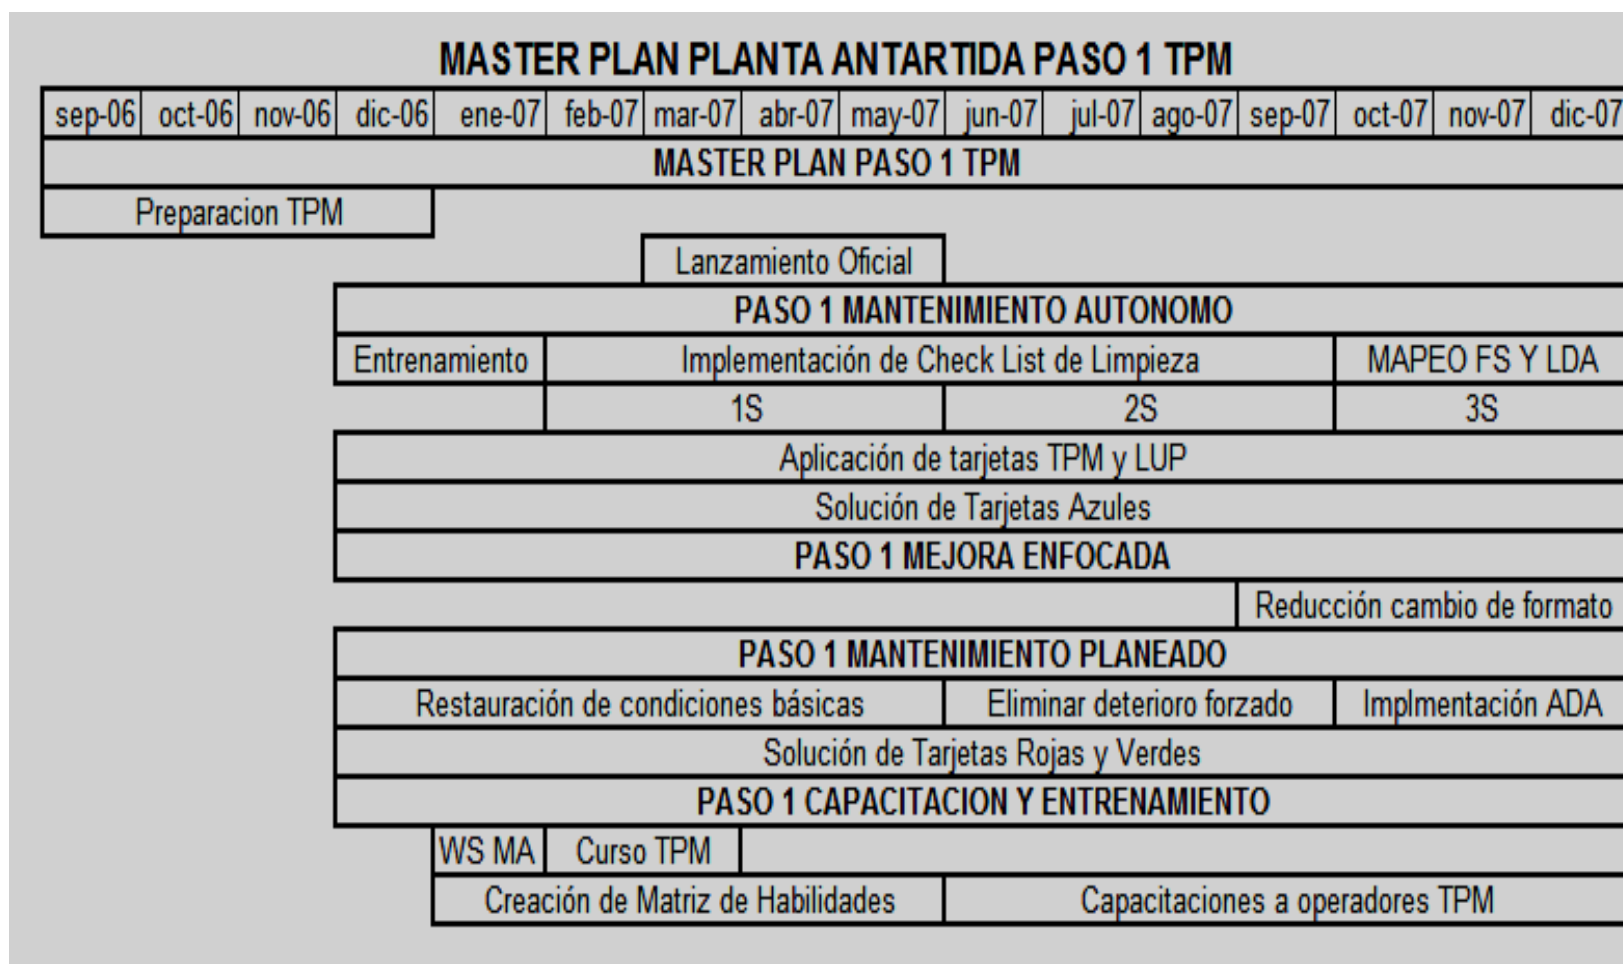 MASTER PLAN PLANTA ANTARTIDA PASO 1 TPM
sep-06 oct-06 nov-06 dic-06 ene-07 feb-07 mar-07 abr-07 may-07 jun-07 jul-07 ago-07 sep-07 oct-07 nov-07 dic-07
MASTER PLAN PASO 1 TPM
Preparacion TPM
Lanzamiento Oficial
PASO 1 MANTENIMIENTO AUTONOMO
Entrenamiento Implementación de Check List de Limpieza MAPEO FS Y LDA
1S 2S 3S
Aplicación de tarjetas TPM y LUP
Solución de Tarjetas Azules
PASO 1 MEJORA ENFOCADA
Reducción cambio de formato
PASO 1 MANTENIMIENTO PLANEADO
Restauración de condiciones básicas Eliminar deterioro forzado Implmentación ADA
Solución de Tarjetas Rojas y Verdes
PASO 1 CAPACITACION Y ENTRENAMIENTO
WS MA Curso TPM
Creación de Matriz de Habilidades Capacitaciones a operadores TPM